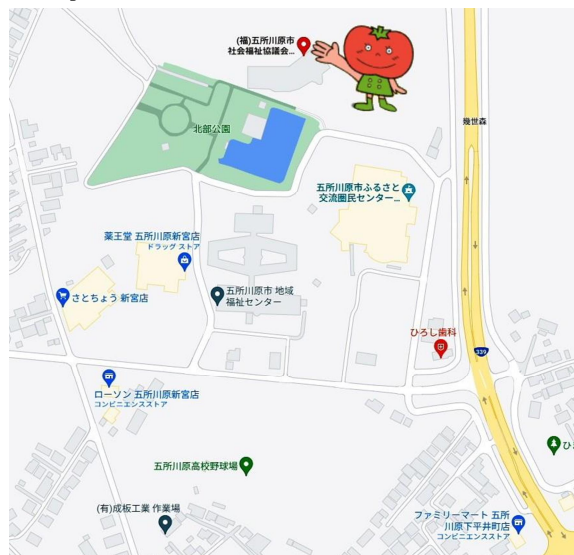 (福)五所川原市
社会福祉協議会...
幾世森
北部公園
五所川原市ふるさと
交流圏民センター...
薬王堂 五所川原新宮店
ドラッグ ストア
さとちょう 新宮店
五所川原市 地域
福祉センター
ひろし歯科
339
ローソン 五所川原新宮店
コンビニエンスストア
ひ
五所川原高校野球場
(有)成板工業 作業場
ファミリーマート 五所
川原下平井町店
コンビニエンスストア